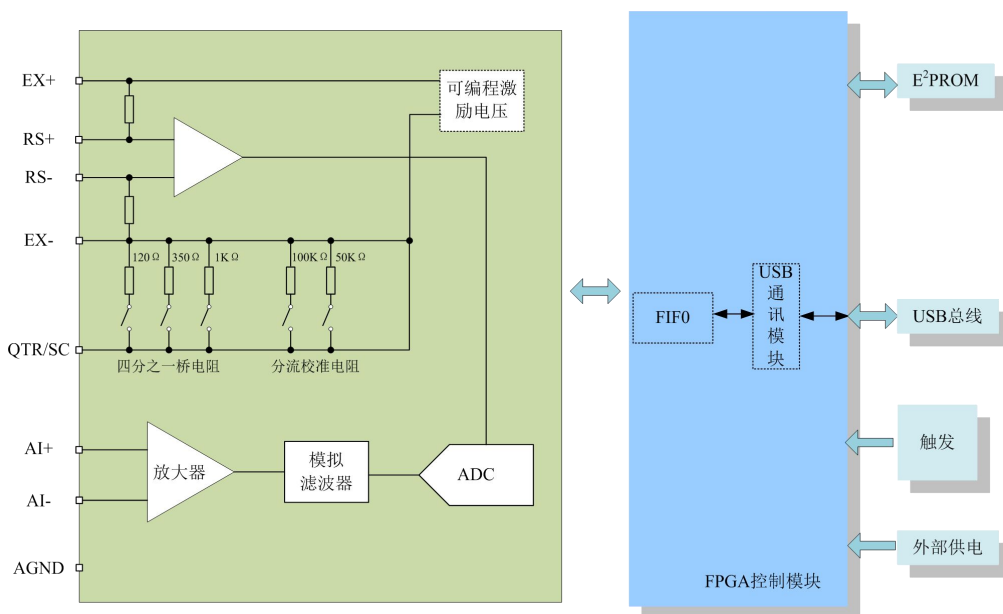 EX+
可编程激
励电压
RS+
RS-
EX-
120Ω
350Ω
1KΩ
100KΩ
50KΩ
QTR/SC
四分之一桥电阻
分流校准电阻
AI+
放大器
模拟
滤波器
ADC
AI-
AGND
FIF0
USB
通
讯
模
块
FPGA控制模块
E²PROM
USB总线
触发
外部供电